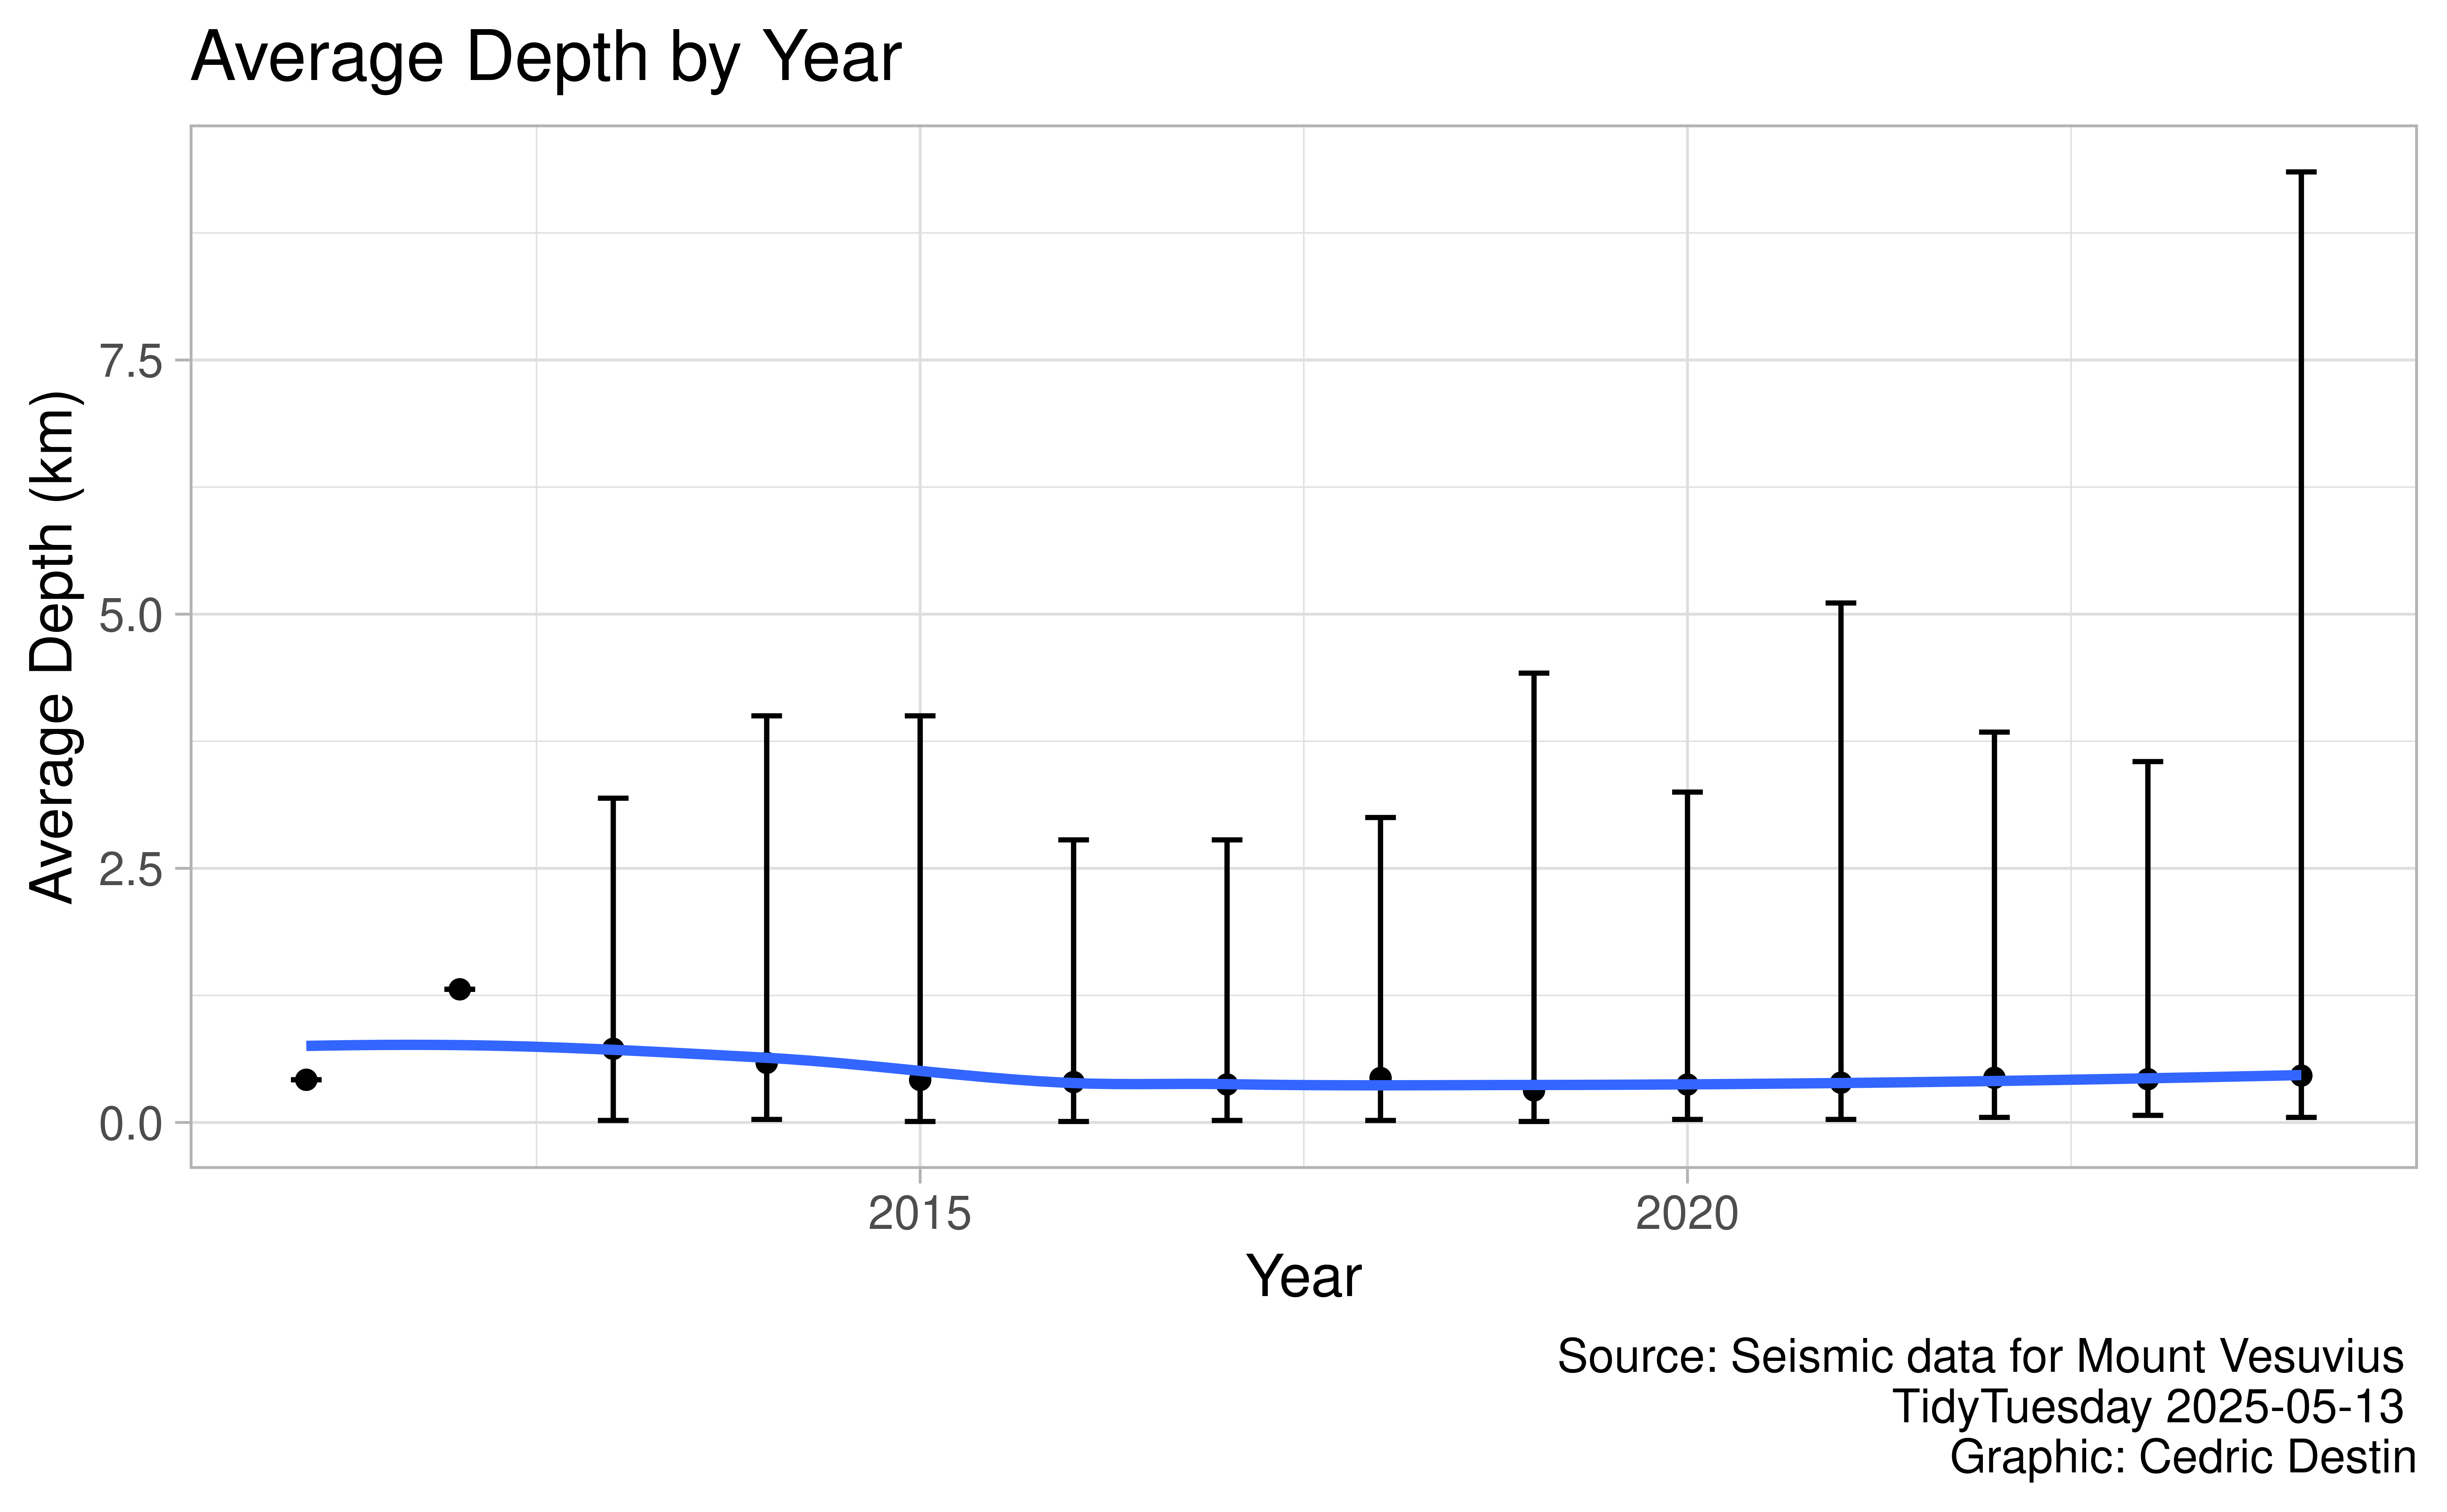 Average Depth by Year
Average Depth (km)
7.5
5.0
2.5
0.0
2015
2020
Year
Source: Seismic data for Mount Vesuvius
TidyTuesday 2025-05-13
Graphic: Cedric Destin